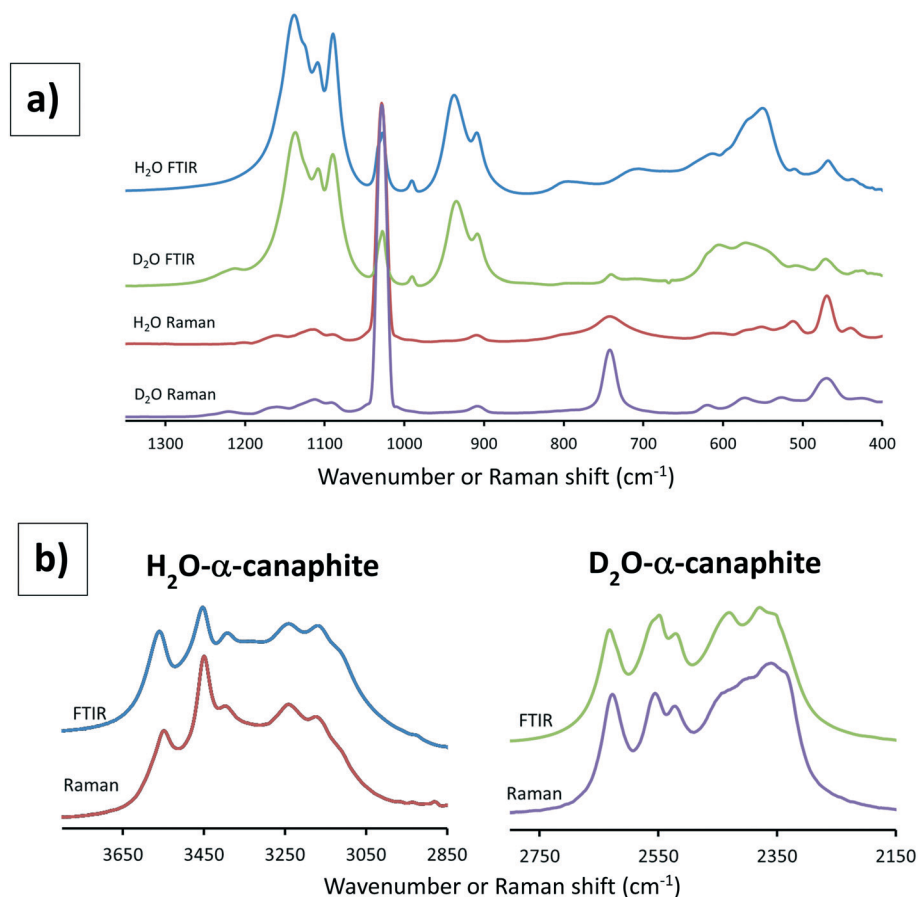 a)
H₂O FTIR
D₂O FTIR
H₂O Raman
D₂O Raman
1300 1200 1100 1000 900 800 700 600 500 400
Wavenumber or Raman shift (cm⁻¹)
b)
H₂O-α-canaphite
D₂O-α-canaphite
FTIR
Raman
FTIR
Raman
3650 3450 3250 3050 2850
2750 2550 2350 2150
Wavenumber or Raman shift (cm⁻¹)